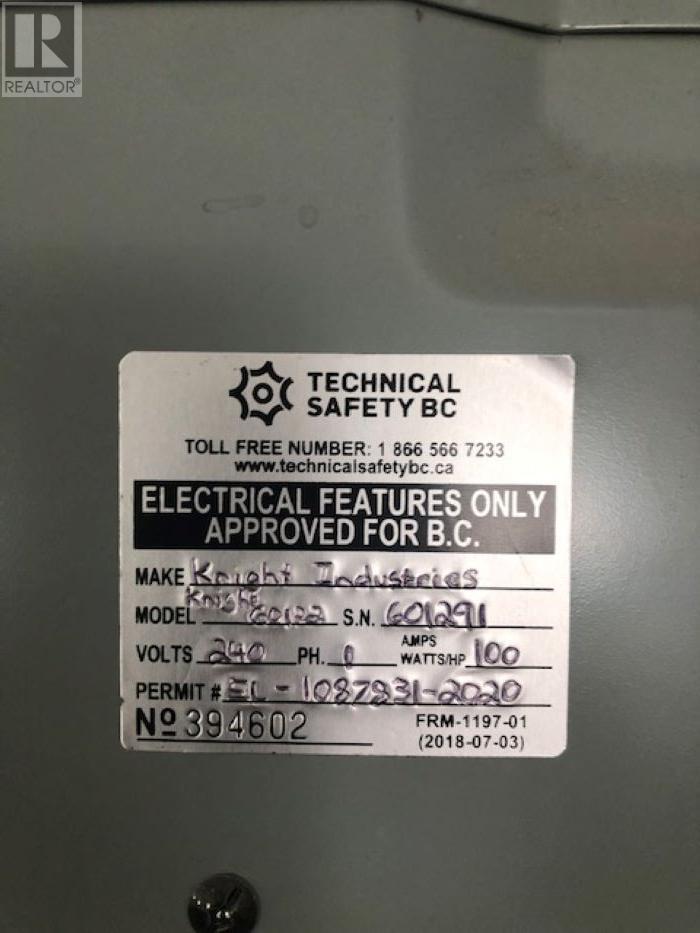 REALTOR®
TECHNICAL
SAFETY BC
TOLL FREE NUMBER: 1 866 566 7233
www.technicalsafetybc.ca
ELECTRICAL FEATURES ONLY
APPROVED FOR B.C.
MAKE Knight Industries
MODEL Knight 60122 S.N. 601291
VOLTS 240 PH. 1 AMPS WATTS/HP 100
PERMIT # EL-1087831-2020
Nº 394602 FRM-1197-01
(2018-07-03)